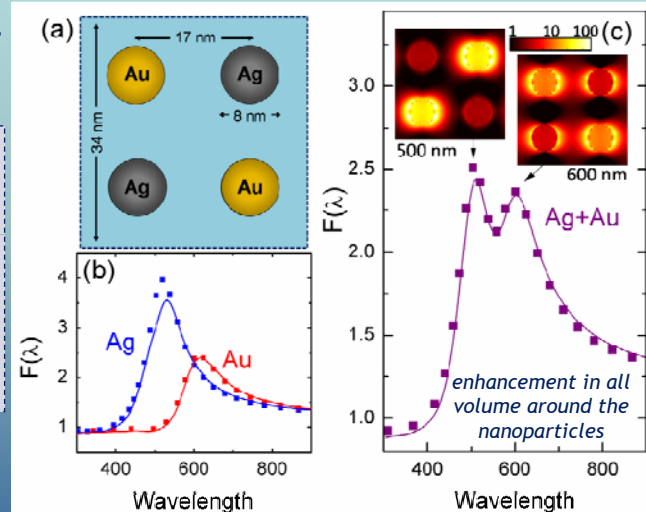 (a)
17 nm
Au
Ag
8 nm
34 nm
Ag
Au
(b)
F(λ)
4
3
2
1
Ag
Au
400
600
800
Wavelength
(c)
1
10
100
500 nm
600 nm
F(λ)
3.0
2.5
2.0
1.5
1.0
Ag+Au
enhancement in all
volume around the
nanoparticles
400
600
800
Wavelength